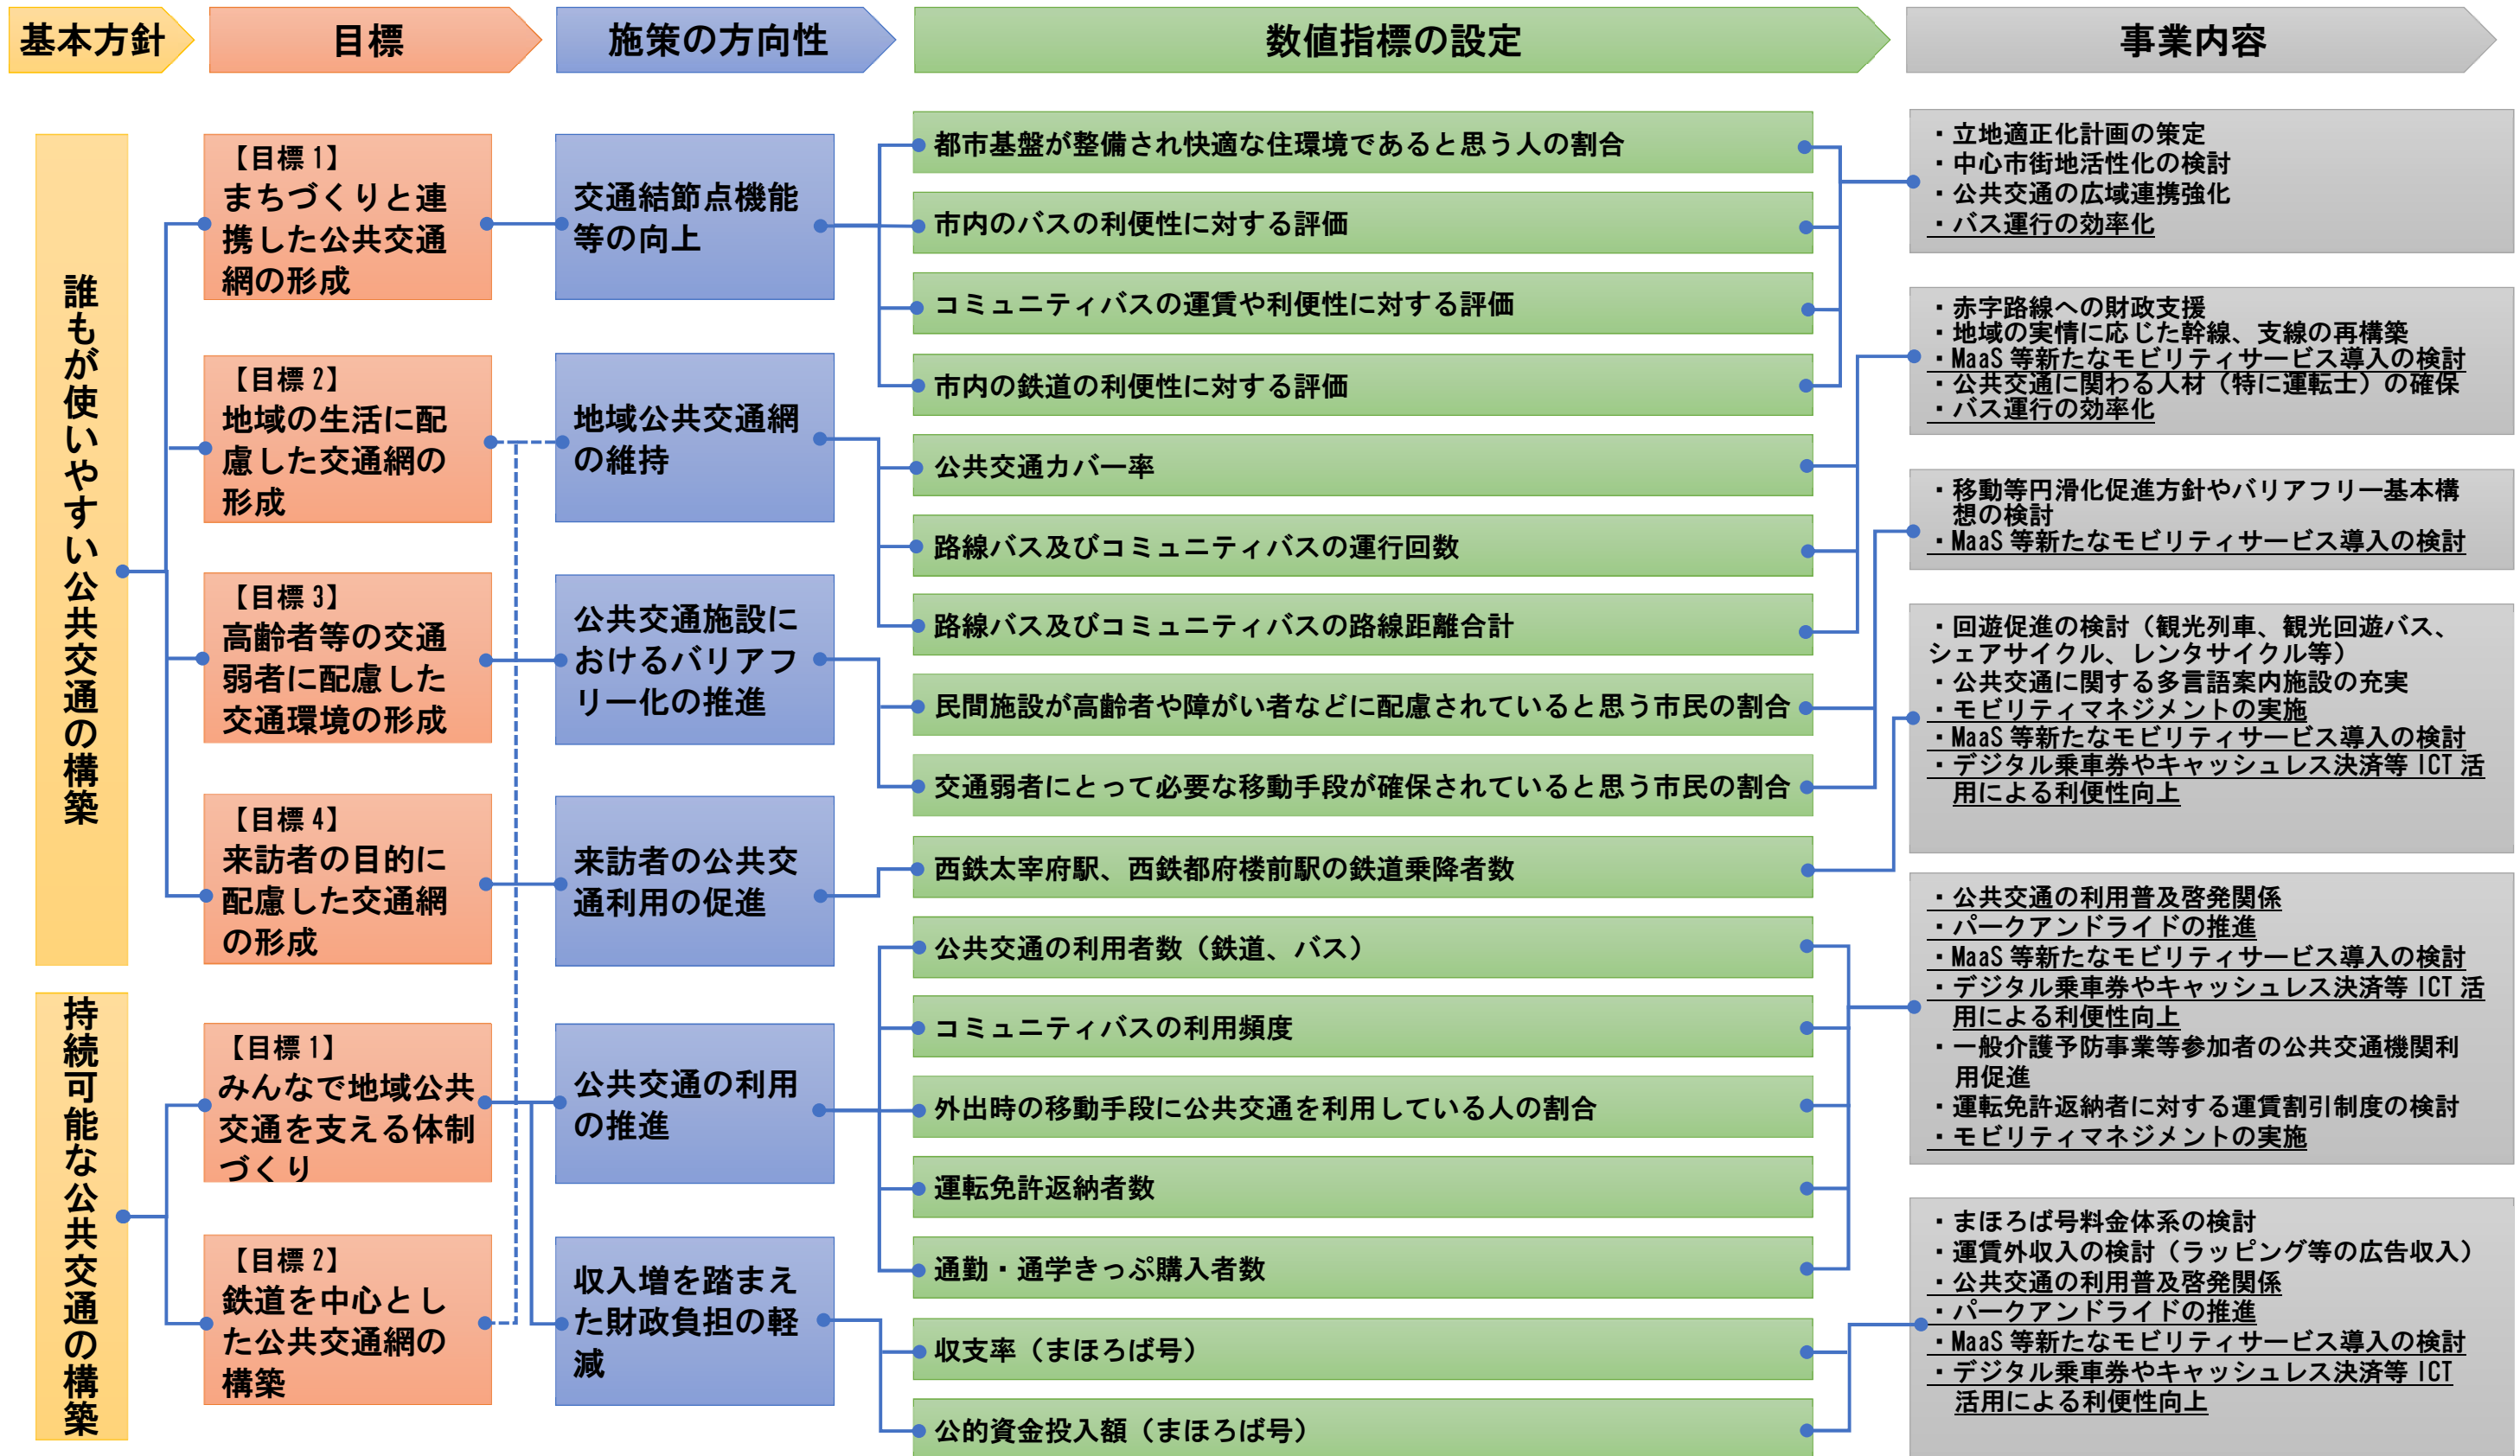 基本方針
目標
施策の方向性
数値指標の設定
事業内容
誰もが使いやすい公共交通の構築
【目標1】
まちづくりと連
携した公共交通
網の形成
【目標2】
地域の生活に配
慮した交通網の
形成
【目標3】
高齢者等の交通
弱者に配慮した
交通環境の形成
【目標4】
来訪者の目的に
配慮した交通網
の形成
持続可能な公共交通の構築
【目標1】
みんなで地域公共
交通を支える体制
づくり
【目標2】
鉄道を中心とし
た公共交通網の
構築
交通結節点機能
等の向上
地域公共交通網
の維持
公共交通施設に
おけるバリアフ
リー化の推進
来訪者の公共交
通利用の促進
公共交通の利用
の推進
収入増を踏まえ
た財政負担の軽
減
都市基盤が整備され快適な住環境であると思う人の割合
市内のバスの利便性に対する評価
コミュニティバスの運賃や利便性に対する評価
市内の鉄道の利便性に対する評価
公共交通カバー率
路線バス及びコミュニティバスの運行回数
路線バス及びコミュニティバスの路線距離合計
民間施設が高齢者や障がい者などに配慮されていると思う市民の割合
交通弱者にとって必要な移動手段が確保されていると思う市民の割合
西鉄太宰府駅、西鉄都府楼前駅の鉄道乗降者数
公共交通の利用者数（鉄道、バス）
コミュニティバスの利用頻度
外出時の移動手段に公共交通を利用している人の割合
運転免許返納者数
通勤・通学きっぷ購入者数
収支率（まほろば号）
公的資金投入額（まほろば号）
・立地適正化計画の策定
・中心市街地活性化の検討
・公共交通の広域連携強化
・バス運行の効率化
・赤字路線への財政支援
・地域の実情に応じた幹線、支線の再構築
・MaaS等新たなモビリティサービス導入の検討
・公共交通に関わる人材（特に運転士）の確保
・バス運行の効率化
・移動等円滑化促進方針やバリアフリー基本構
想の検討
・MaaS等新たなモビリティサービス導入の検討
・回遊促進の検討（観光列車、観光回遊バス、
シェアサイクル、レンタサイクル等）
・公共交通に関する多言語案内施設の充実
・モビリティマネジメントの実施
・MaaS等新たなモビリティサービス導入の検討
・デジタル乗車券やキャッシュレス決済等ICT活
用による利便性向上
・公共交通の利用普及啓発関係
・パークアンドライドの推進
・MaaS等新たなモビリティサービス導入の検討
・デジタル乗車券やキャッシュレス決済等ICT活
用による利便性向上
・一般介護予防事業等参加者の公共交通機関利
用促進
・運転免許返納者に対する運賃割引制度の検討
・モビリティマネジメントの実施
・まほろば号料金体系の検討
・運賃外収入の検討（ラッピング等の広告収入）
・公共交通の利用普及啓発関係
・パークアンドライドの推進
・MaaS等新たなモビリティサービス導入の検討
・デジタル乗車券やキャッシュレス決済等ICT
活用による利便性向上